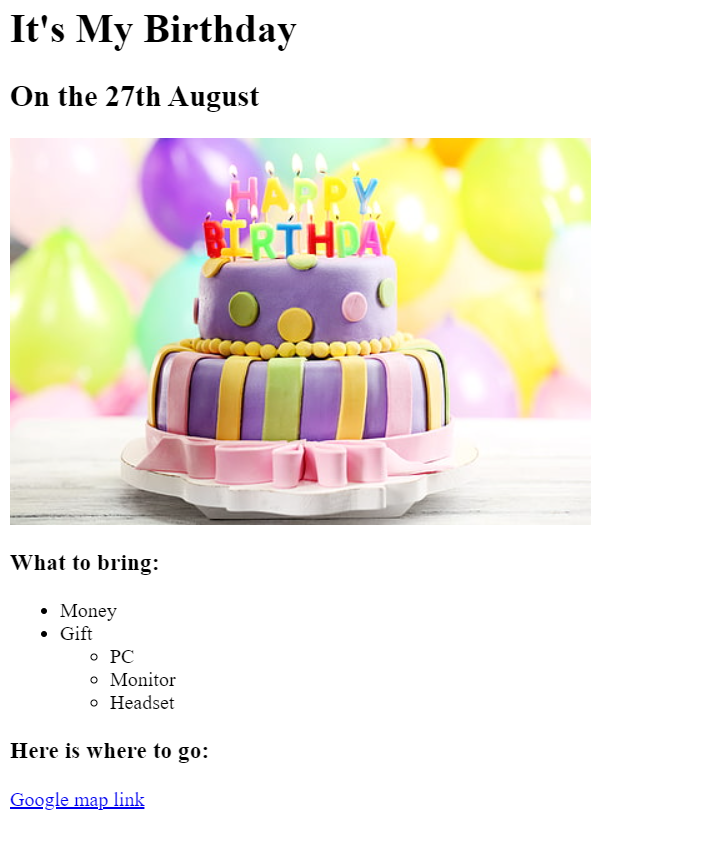 It's My Birthday
On the 27th August
HAPPY
BIRTHDAY
What to bring:
Money
Gift
PC
Monitor
Headset
Here is where to go:
Google map link